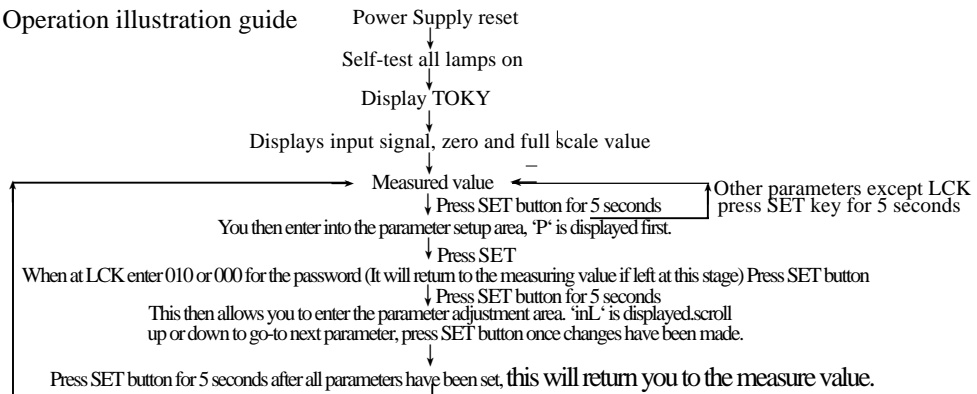 Operation illustration guide
Power Supply reset
Self-test all lamps on
Display TOKY
Displays input signal, zero and full scale value
Measured value
Other parameters except LCK
press SET key for 5 seconds
Press SET button for 5 seconds
You then enter into the parameter setup area, ‘P‘ is displayed first.
Press SET
When at LCK enter 010 or 000 for the password (It will return to the measuring value if left at this stage) Press SET button
Press SET button for 5 seconds
This then allows you to enter the parameter adjustment area. ‘inL‘ is displayed.scroll
up or down to go-to next parameter, press SET button once changes have been made.
Press SET button for 5 seconds after all parameters have been set, this will return you to the measure value.